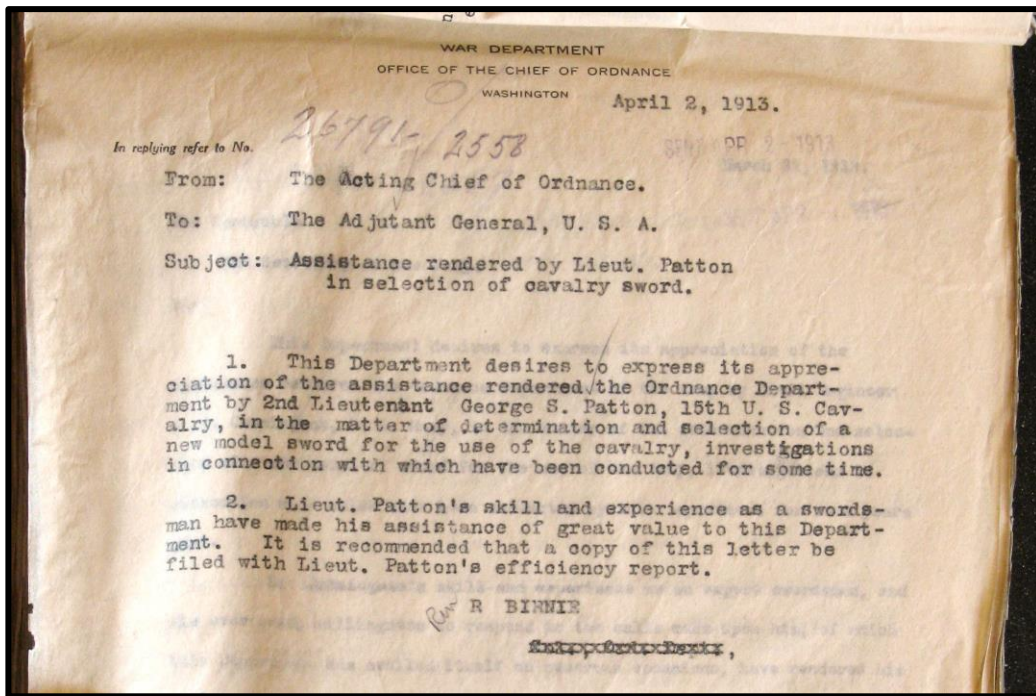 WAR DEPARTMENT
OFFICE OF THE CHIEF OF ORDNANCE
WASHINGTON
April 2, 1913.
26791-2558
In replying refer to No.
From: The Acting Chief of Ordnance.
To: The Adjutant General, U. S. A.
Subject: Assistance rendered by Lieut. Patton
in selection of cavalry sword.
1. This Department desires to express its appre-
ciation of the assistance rendered/the Ordnance Depart-
ment by 2nd Lieutenant George S. Patton, 15th U. S. Cav-
alry, in the matter of determination and selection of a
new model sword for the use of the cavalry, investigations
in connection with which have been conducted for some time.
2. Lieut. Patton's skill and experience as a swords-
man have made his assistance of great value to this Depart-
ment. It is recommended that a copy of this letter be
filed with Lieut. Patton's efficiency report.
R BIRNIE